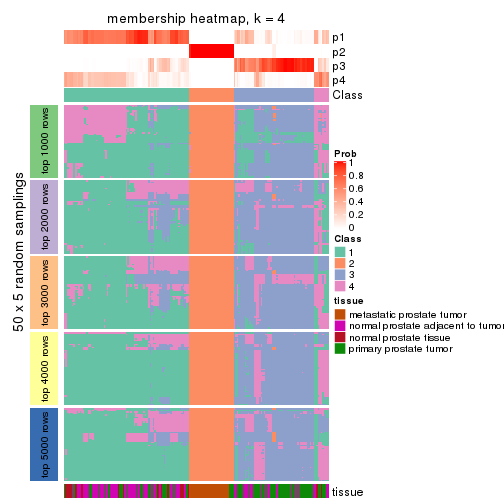 membership heatmap, k = 4
p1
p2
p3
p4
Class
50 x 5 random samplings
top 1000 rows
top 2000 rows
top 3000 rows
top 4000 rows
top 5000 rows
Prob
1
0.8
0.6
0.4
0.2
0
Class
1
2
3
4
tissue
metastatic prostate tumor
normal prostate adjacent to tumor
normal prostate tissue
primary prostate tumor
tissue